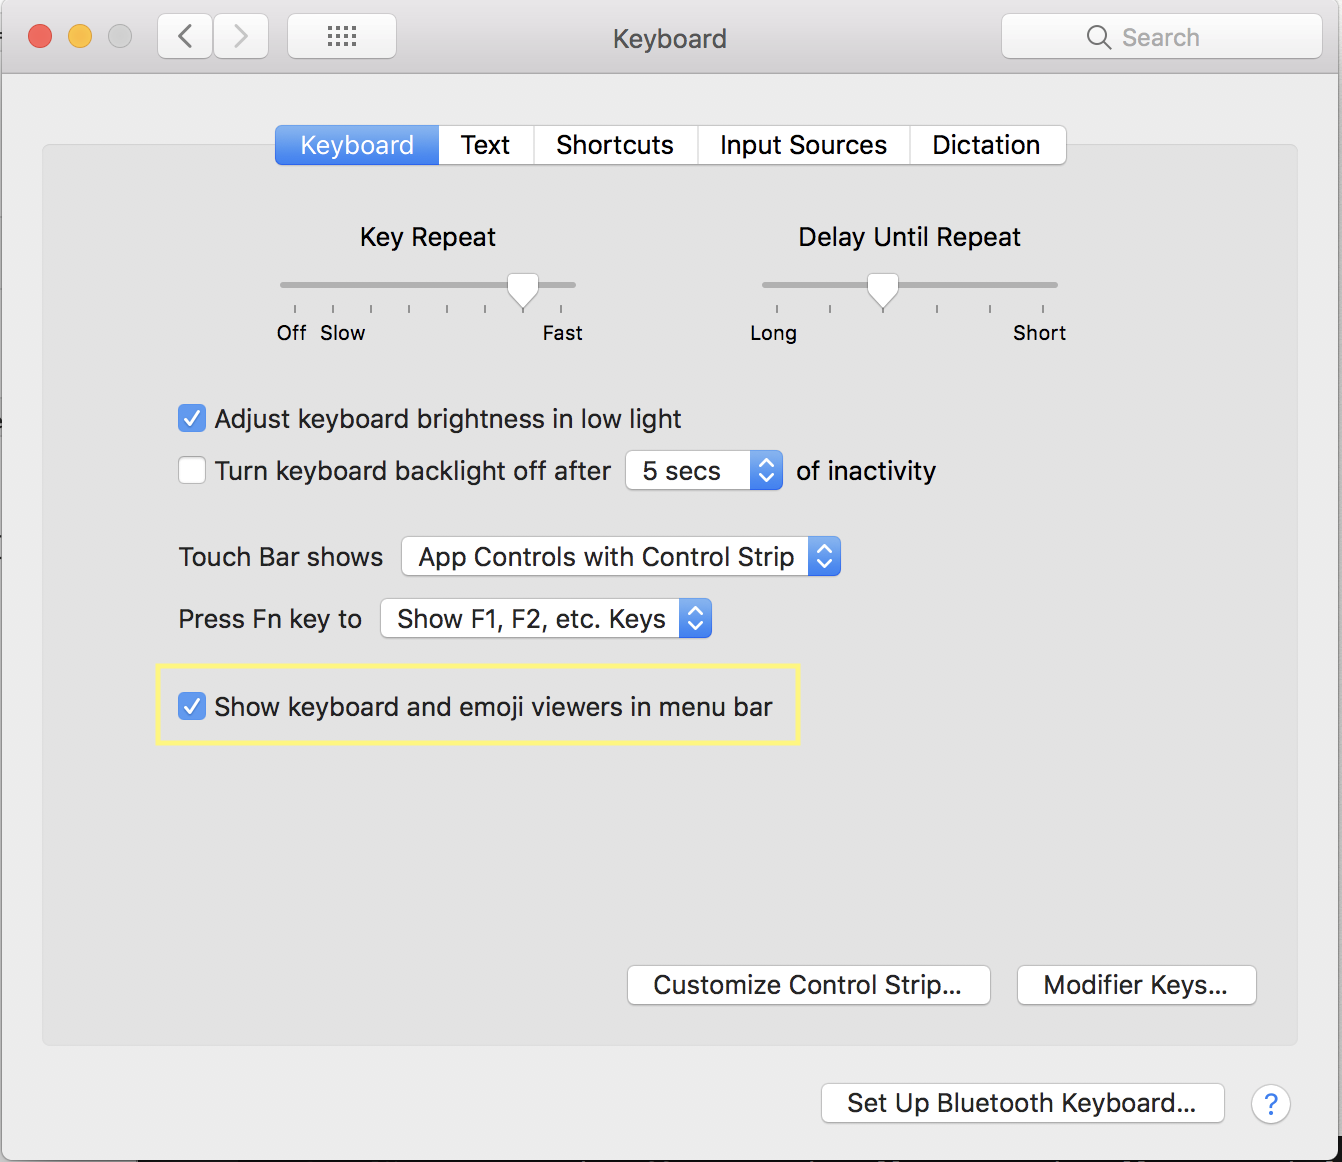 Keyboard
Search
Keyboard Text Shortcuts Input Sources Dictation
Key Repeat
Delay Until Repeat
Off Slow Fast
Long Short
Adjust keyboard brightness in low light
Turn keyboard backlight off after 5 secs of inactivity
Touch Bar shows App Controls with Control Strip
Press Fn key to Show F1, F2, etc. Keys
Show keyboard and emoji viewers in menu bar
Customize Control Strip... Modifier Keys...
Set Up Bluetooth Keyboard... ?